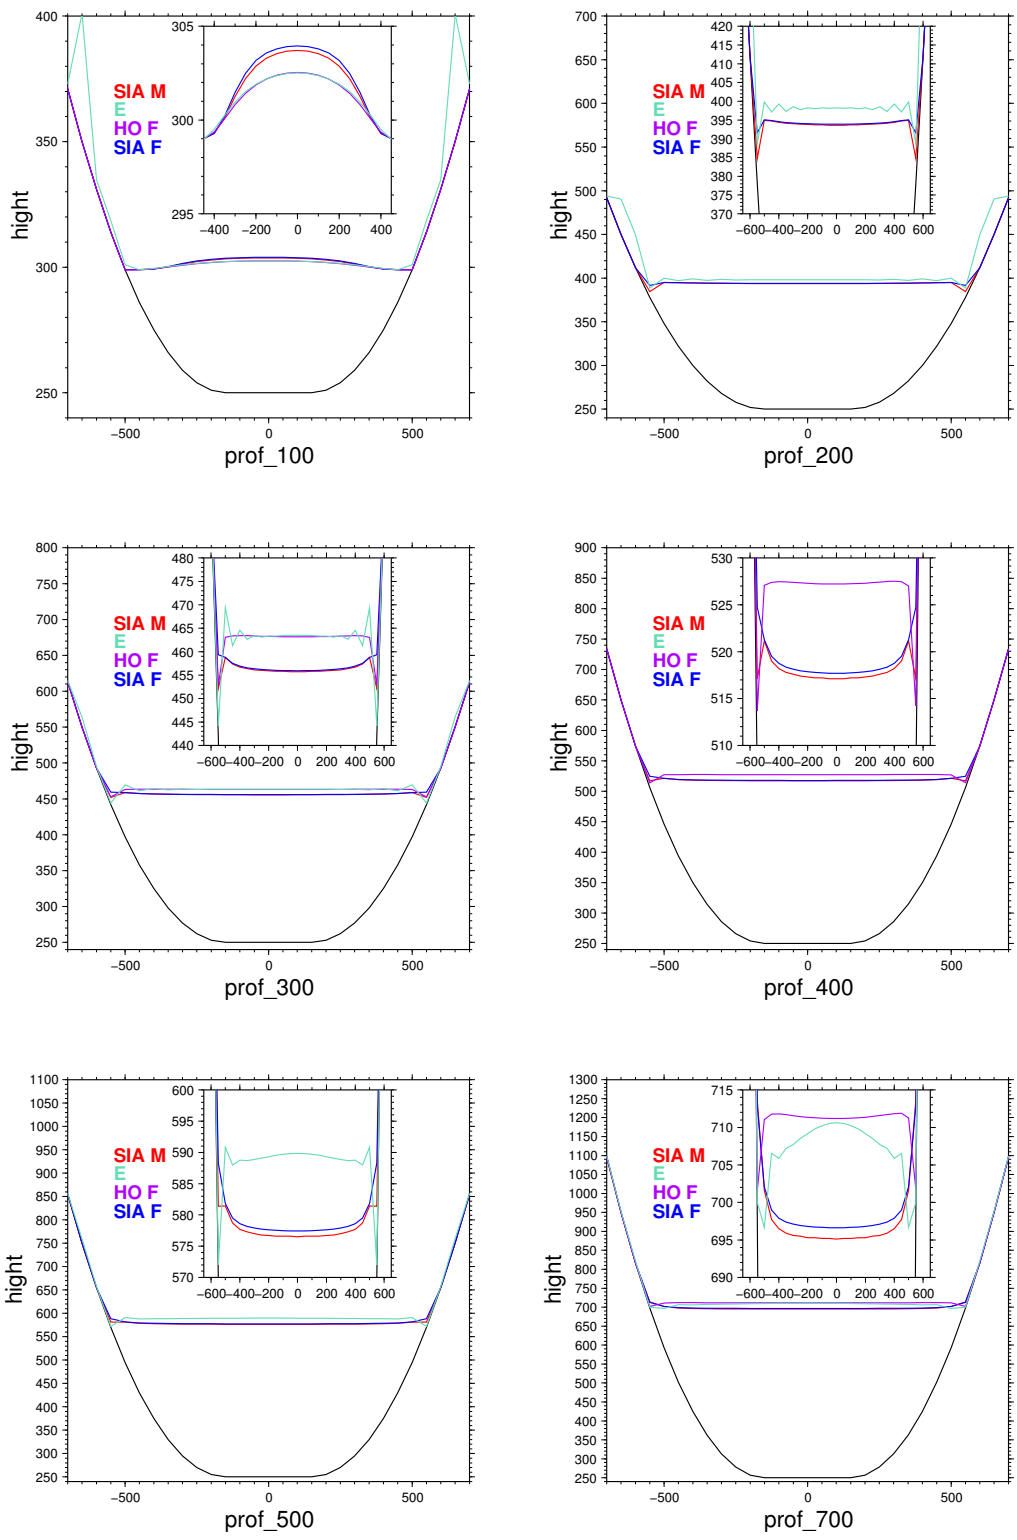 400
350
300
250
hight
305
300
295
−400 −200 0 200 400
SIA M
E
HO F
SIA F
−500 0 500
prof_100
700
650
600
550
500
450
400
350
300
250
hight
420
415
410
405
400
395
390
385
380
375
370
−600−400−200 0 200 400 600
SIA M
E
HO F
SIA F
−500 0 500
prof_200
800
750
700
650
600
550
500
450
400
350
300
250
hight
480
475
470
465
460
455
450
445
440
−600−400−200 0 200 400 600
SIA M
E
HO F
SIA F
−500 0 500
prof_300
900
850
800
750
700
650
600
550
500
450
400
350
300
250
hight
530
525
520
515
510
−600−400−200 0 200 400 600
SIA M
E
HO F
SIA F
−500 0 500
prof_400
1100
1050
1000
950
900
850
800
750
700
650
600
550
500
450
400
350
300
250
hight
600
595
590
585
580
575
570
−600−400−200 0 200 400 600
SIA M
E
HO F
SIA F
−500 0 500
prof_500
1300
1250
1200
1150
1100
1050
1000
950
900
850
800
750
700
650
600
550
500
450
400
350
300
250
hight
715
710
705
700
695
690
−600−400−200 0 200 400 600
SIA M
E
HO F
SIA F
−500 0 500
prof_700